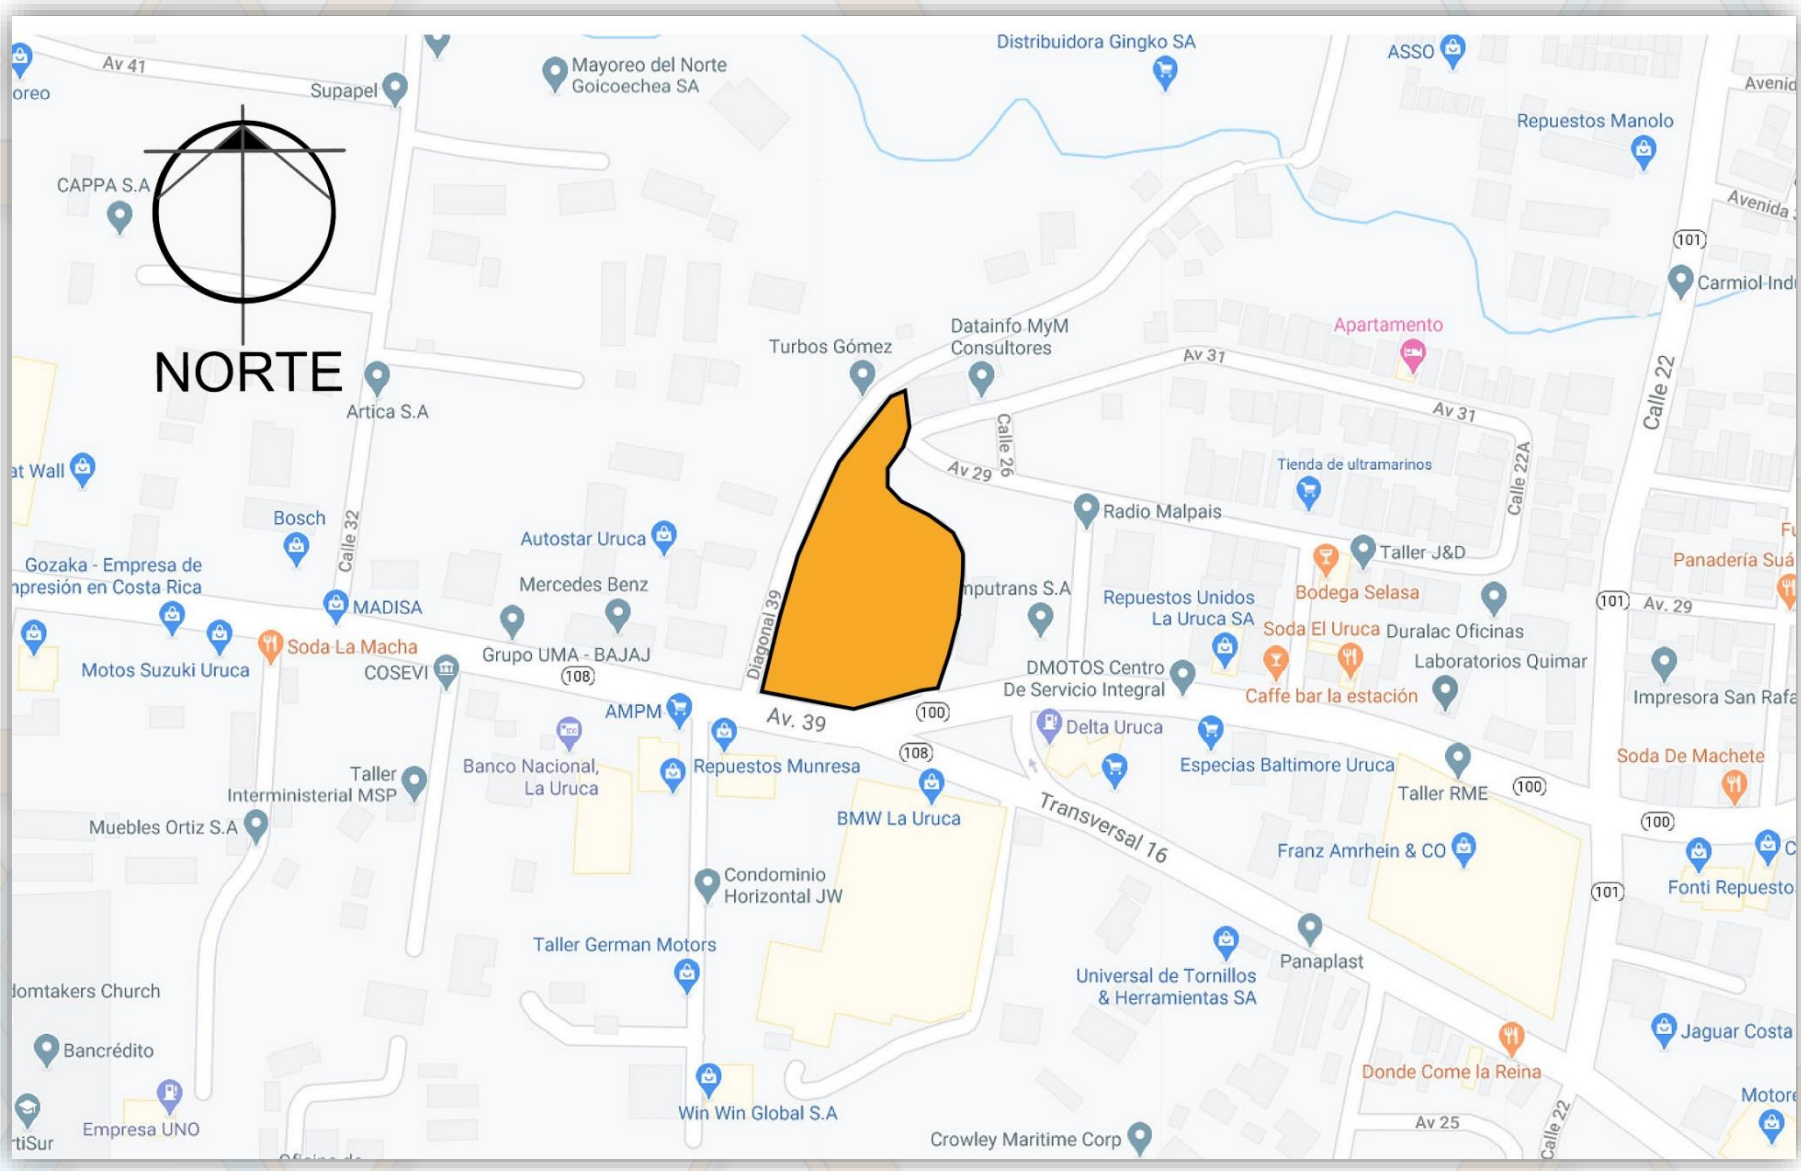 Distribuidora Gingko SA
ASSO
Av 41
Mayoreo del Norte
Goicoechea SA
Supapel
oreo
Avenid
Repuestos Manolo
CAPPA S.A
Avenida
101
Carmiol Indu
NORTE
Turbos Gómez
Datainfo MyM
Consultores
Apartamento
Av 31
Artica S.A
Av 31
Calle 22
Calle 26
Calle 22A
at Wall
Av 29
Tienda de ultramarinos
Bosch
Calle 32
Autostar Uruca
Radio Malpais
Taller J&D
Panadería Suá
Gozaka - Empresa de
npresión en Costa Rica
Mercedes Benz
nputrans S.A
Repuestos Unidos
La Uruca SA
Bodega Selasa
101
Av. 29
MADISA
Diagonal 39
Soda El Uruca
Duralac Oficinas
Soda La Macha
Motos Suzuki Uruca
COSEVI
Grupo UMA - BAJAJ
108
DMOTOS Centro
De Servicio Integral
Laboratorios Quimar
Caffe bar la estación
Impresora San Rafa
AMPM
Av. 39
100
Delta Uruca
108
Banco Nacional,
La Uruca
Repuestos Munresa
Especias Baltimore Uruca
Soda De Machete
Taller
Interministerial MSP
Taller RME
100
Muebles Ortiz S.A
BMW La Uruca
Transversal 16
100
Franz Amrhein & CO
C
Condominio
Horizontal JW
101
Fonti Repuesto
Taller German Motors
Panaplast
Universal de Tornillos
& Herramientas SA
domtakers Church
Jaguar Costa
Bancrédito
Donde Come la Reina
Motore
Empresa UNO
Win Win Global S.A
Av 25
Calle 22
rtiSur
Crowley Maritime Corp